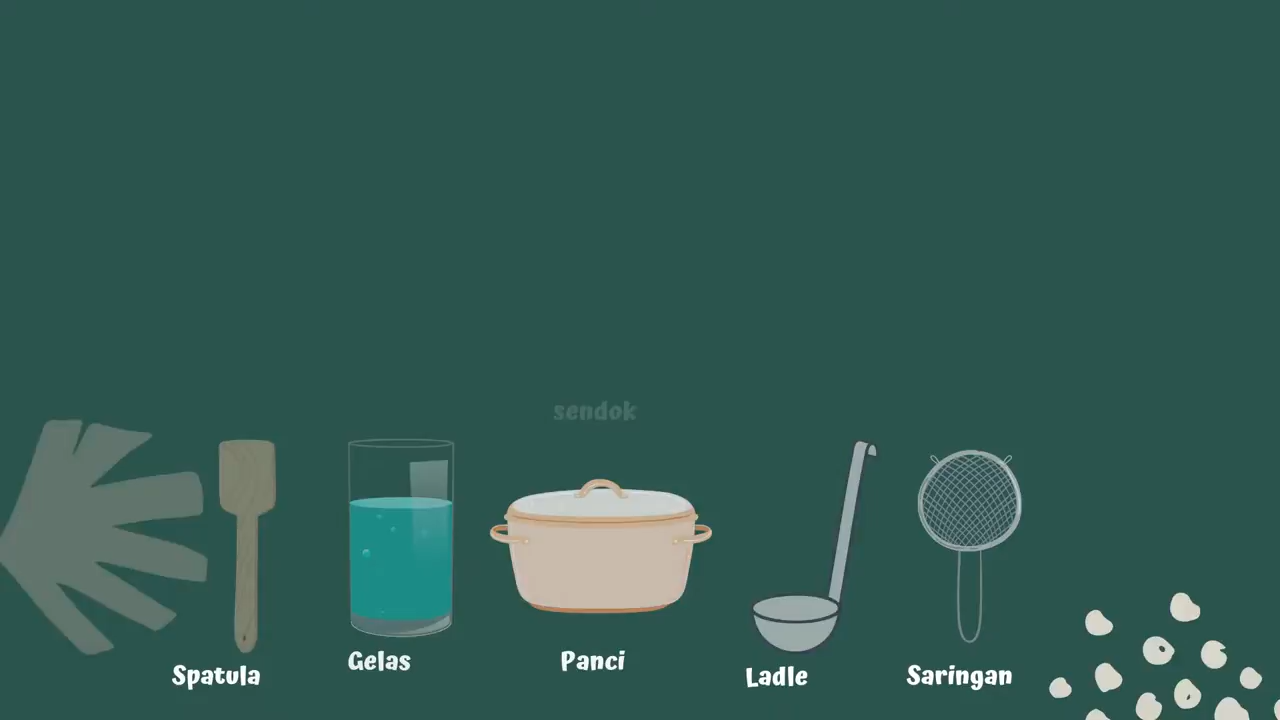 sendok
Spatula
Gelas
Panci
Ladle
Saringan